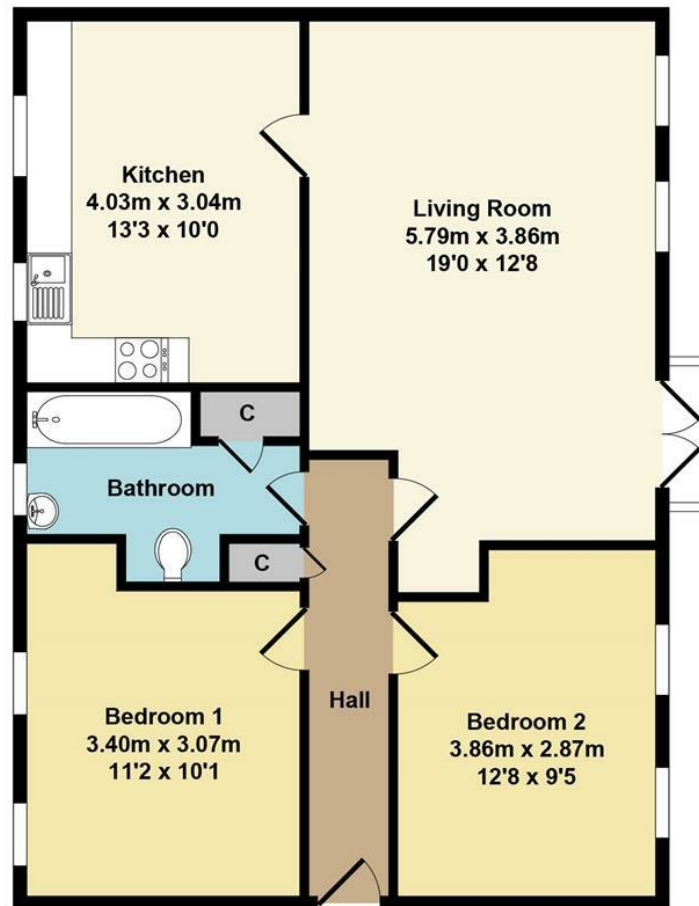 Kitchen
4.03m x 3.04m
13'3 x 10'0
Living Room
5.79m x 3.86m
19'0 x 12'8
C
Bathroom
C
Hall
Bedroom 1
3.40m x 3.07m
11'2 x 10'1
Bedroom 2
3.86m x 2.87m
12'8 x 9'5